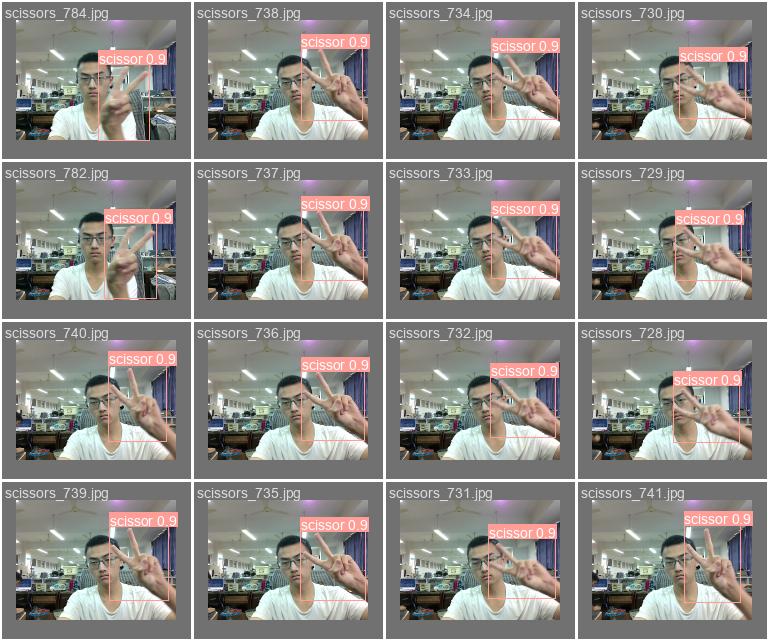 scissors_784.jpg
scissor 0.9
scissors_738.jpg
scissor 0.9
scissors_734.jpg
scissor 0.9
scissors_730.jpg
scissor 0.9
scissors_782.jpg
scissor 0.9
scissors_737.jpg
scissor 0.9
scissors_733.jpg
scissor 0.9
scissors_729.jpg
scissor 0.9
scissors_740.jpg
scissor 0.9
scissors_736.jpg
scissor 0.9
scissors_732.jpg
scissor 0.9
scissors_728.jpg
scissor 0.9
scissors_739.jpg
scissor 0.9
scissors_735.jpg
scissor 0.9
scissors_731.jpg
scissor 0.9
scissors_741.jpg
scissor 0.9